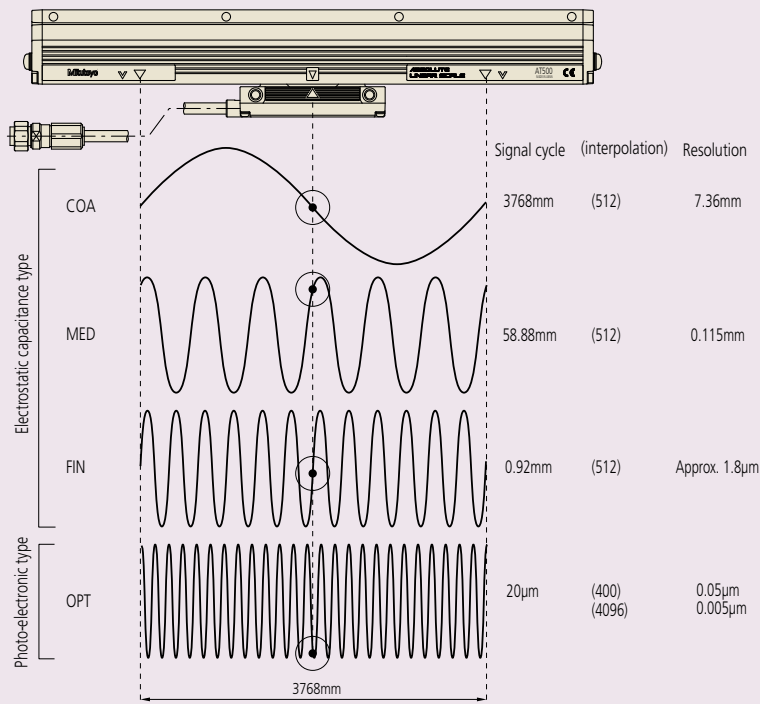 Mitutoyo
ABSOLUTE
LINEAR SCALE
AT500
CE
Signal cycle (interpolation) Resolution
Electrostatic capacitance type
COA 3768mm (512) 7.36mm
MED 58.88mm (512) 0.115mm
FIN 0.92mm (512) Approx. 1.8µm
Photo-electronic type
OPT 20µm (400) 0.05µm
(4096) 0.005µm
3768mm